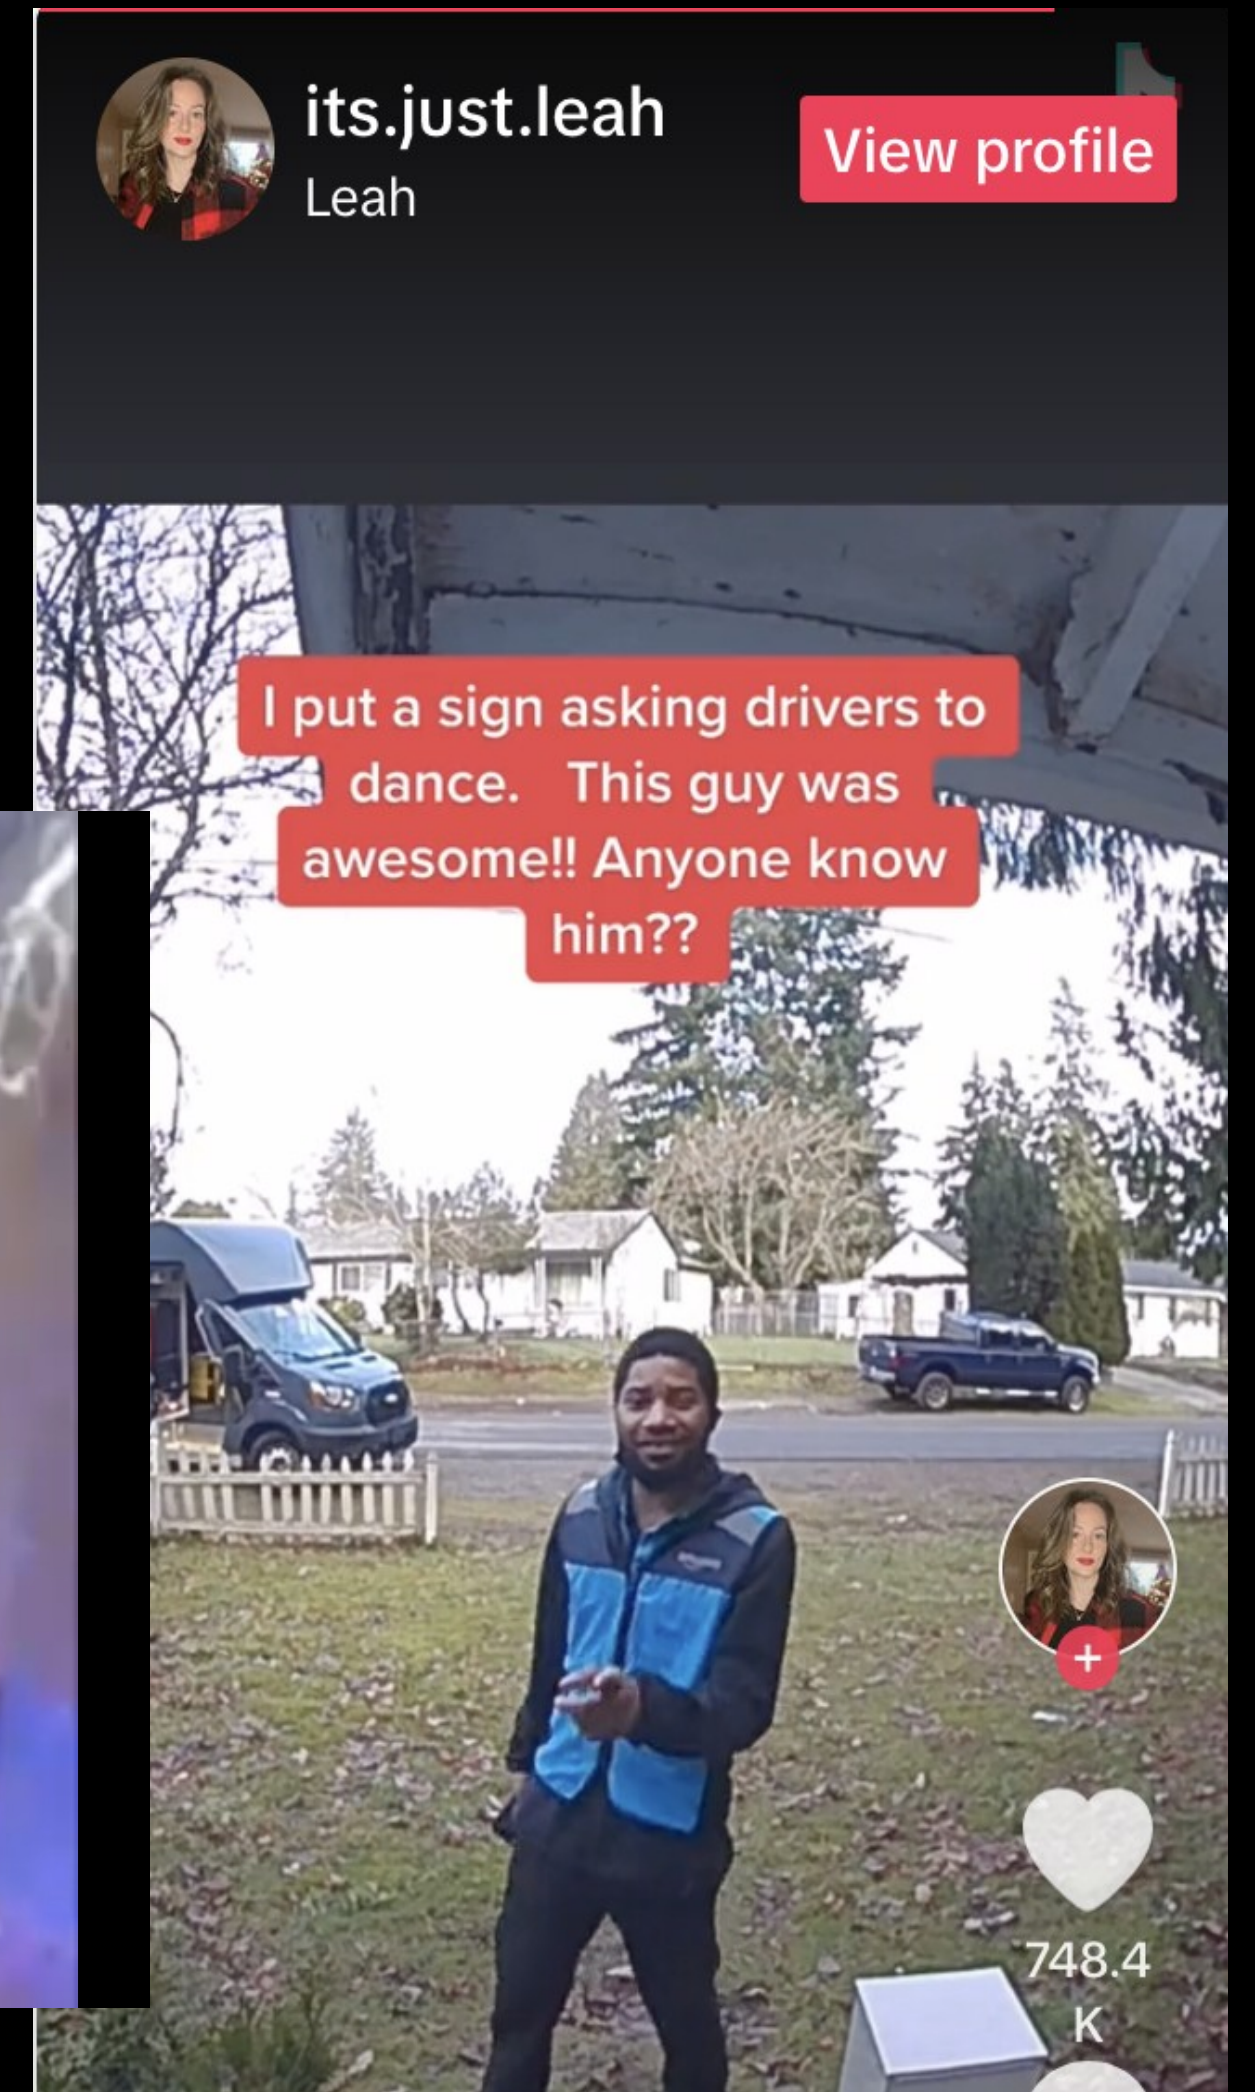 its.just.leah
Leah
View profile
I put a sign asking drivers to
dance. This guy was
awesome!! Anyone know
him??
748.4
K